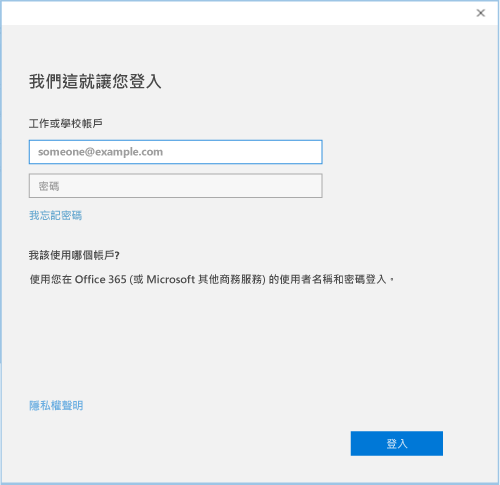 我們這就讓您登入
工作或學校帳戶
someone@example.com
密碼
我忘記密碼
我該使用哪個帳戶?
使用您在 Office 365 (或 Microsoft 其他商務服務) 的使用者名稱和密碼登入。
隱私權聲明
登入